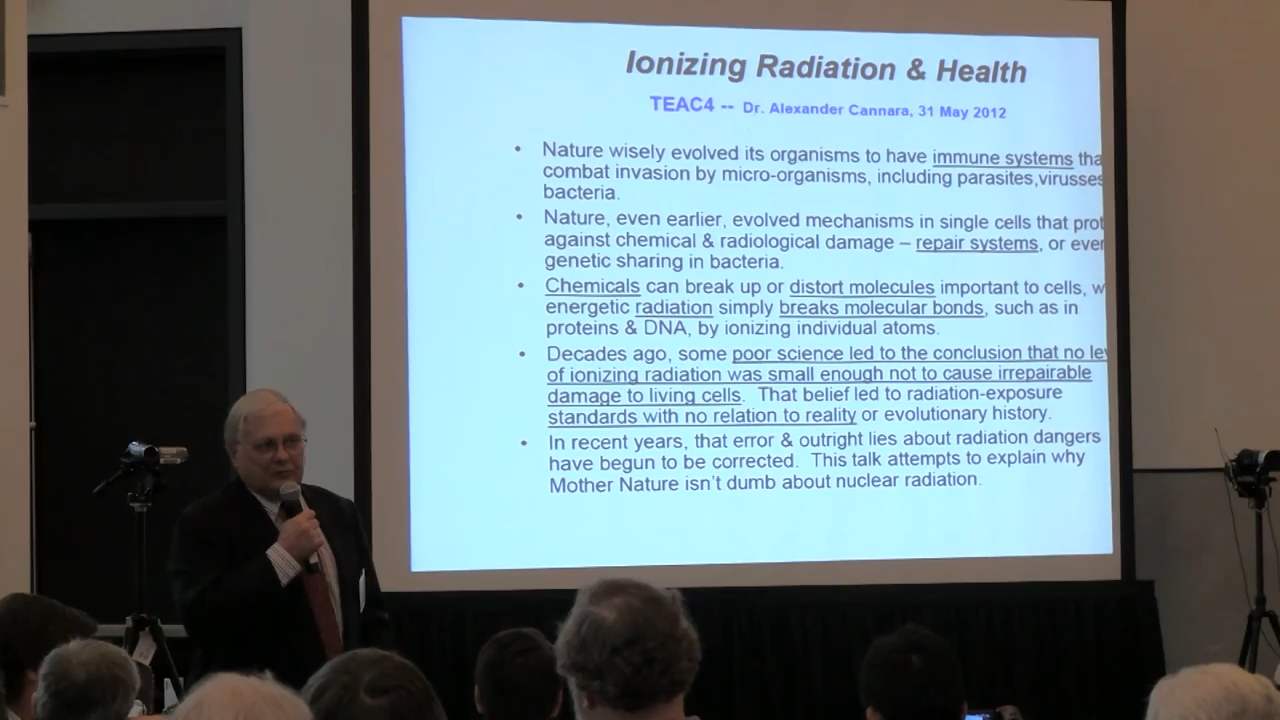 Ionizing Radiation & Health
TEAC4 -- Dr. Alexander Cannara, 31 May 2012
• Nature wisely evolved its organisms to have immune systems tha
combat invasion by micro-organisms, including parasites,virusses
bacteria.
• Nature, even earlier, evolved mechanisms in single cells that prot
against chemical & radiological damage – repair systems, or even
genetic sharing in bacteria.
• Chemicals can break up or distort molecules important to cells, w
energetic radiation simply breaks molecular bonds, such as in
proteins & DNA, by ionizing individual atoms.
• Decades ago, some poor science led to the conclusion that no lev
of ionizing radiation was small enough not to cause irrepairable
damage to living cells. That belief led to radiation-exposure
standards with no relation to reality or evolutionary history.
• In recent years, that error & outright lies about radiation dangers
have begun to be corrected. This talk attempts to explain why
Mother Nature isn't dumb about nuclear radiation.